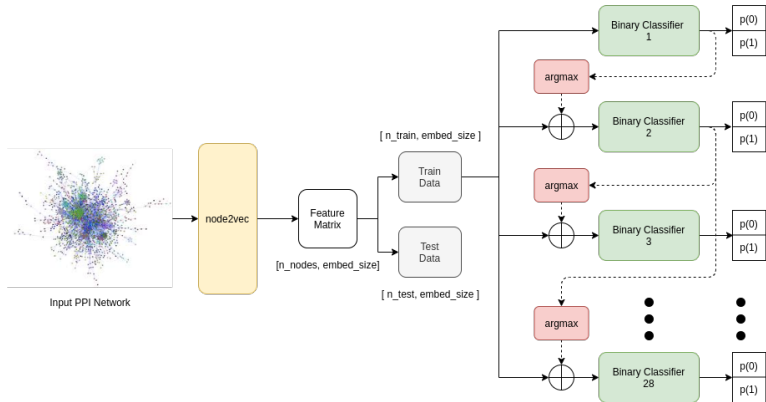 Input PPI Network
node2vec
Feature
Matrix
[n_nodes, embed_size]
[ n_train, embed_size ]
Train
Data
Test
Data
[ n_test, embed_size ]
Binary Classifier
1
p(0)
p(1)
argmax
Binary Classifier
2
p(0)
p(1)
argmax
Binary Classifier
3
p(0)
p(1)
argmax
Binary Classifier
28
p(0)
p(1)